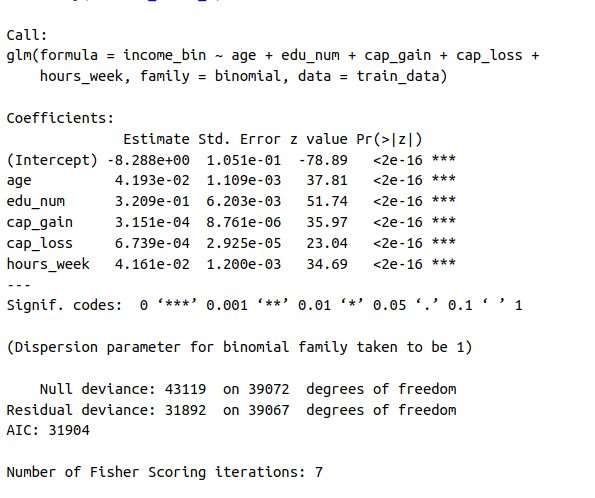 Call:
glm(formula = income_bin ~ age + edu_num + cap_gain + cap_loss +
    hours_week, family = binomial, data = train_data)

Coefficients:
              Estimate Std. Error z value Pr(>|z|)
(Intercept) -8.288e+00  1.051e-01  -78.89   <2e-16 ***
age          4.193e-02  1.109e-03   37.81   <2e-16 ***
edu_num      3.209e-01  6.203e-03   51.74   <2e-16 ***
cap_gain     3.151e-04  8.761e-06   35.97   <2e-16 ***
cap_loss     6.739e-04  2.925e-05   23.04   <2e-16 ***
hours_week   4.161e-02  1.200e-03   34.69   <2e-16 ***
---
Signif. codes:  0 ‘***’ 0.001 ‘**’ 0.01 ‘*’ 0.05 ‘.’ 0.1 ‘ ’ 1

(Dispersion parameter for binomial family taken to be 1)

    Null deviance: 43119  on 39072  degrees of freedom
Residual deviance: 31892  on 39067  degrees of freedom
AIC: 31904

Number of Fisher Scoring iterations: 7